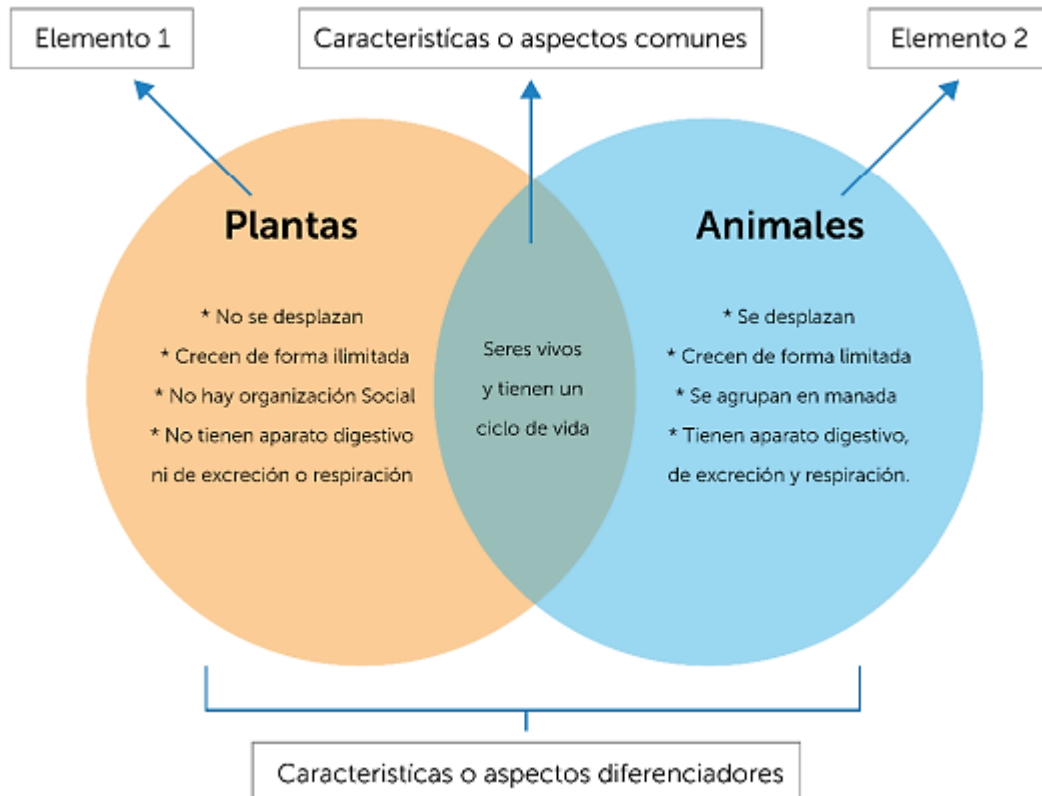 Elemento 1
Caracteristícas o aspectos comunes
Elemento 2
Plantas
* No se desplazan
* Crecen de forma ilimitada
* No hay organización Social
* No tienen aparato digestivo
ni de excreción o respiración
Seres vivos
y tienen un
ciclo de vida
Animales
* Se desplazan
* Crecen de forma limitada
* Se agrupan en manada
* Tienen aparato digestivo,
de excreción y respiración.
Caracteristícas o aspectos diferenciadores